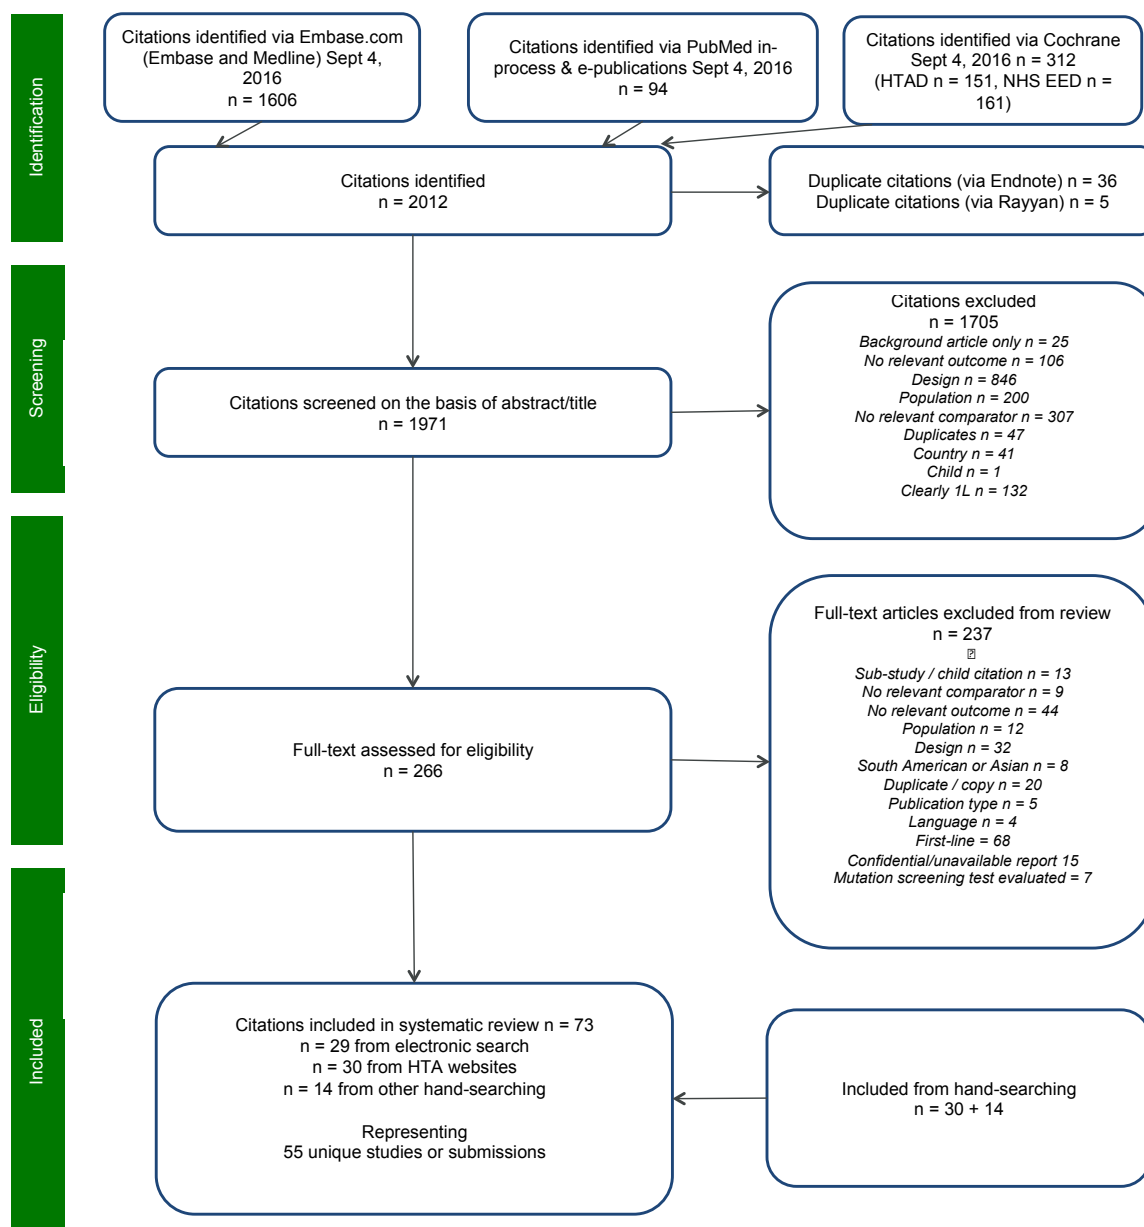 Identification
Citations identified via Embase.com
(Embase and Medline) Sept 4,
2016
n = 1606
Citations identified via PubMed in-
process & e-publications Sept 4,
2016
n = 94
Citations identified via Cochrane
Sept 4, 2016 n = 312
(HTAD n = 151, NHS EED n =
161)
Citations identified
n = 2012
Duplicate citations (via Endnote) n = 36
Duplicate citations (via Rayyan) n = 5
Screening
Citations screened on the basis of abstract/title
n = 1971
Citations excluded
n = 1705
Background article only n = 25
No relevant outcome n = 106
Design n = 846
Population n = 200
No relevant comparator n = 307
Duplicates n = 47
Country n = 41
Child n = 1
Clearly 1L n = 132
Eligibility
Full-text assessed for eligibility
n = 266
Full-text articles excluded from review
n = 237
Sub-study / child citation n = 13
No relevant comparator n = 9
No relevant outcome n = 44
Population n = 12
Design n = 32
South American or Asian n = 8
Duplicate / copy n = 20
Publication type n = 5
Language n = 4
First-line = 68
Confidential/unavailable report 15
Mutation screening test evaluated = 7
Included
Citations included in systematic review n = 73
n = 29 from electronic search
n = 30 from HTA websites
n = 14 from other hand-searching
Representing
55 unique studies or submissions
Included from hand-searching
n = 30 + 14